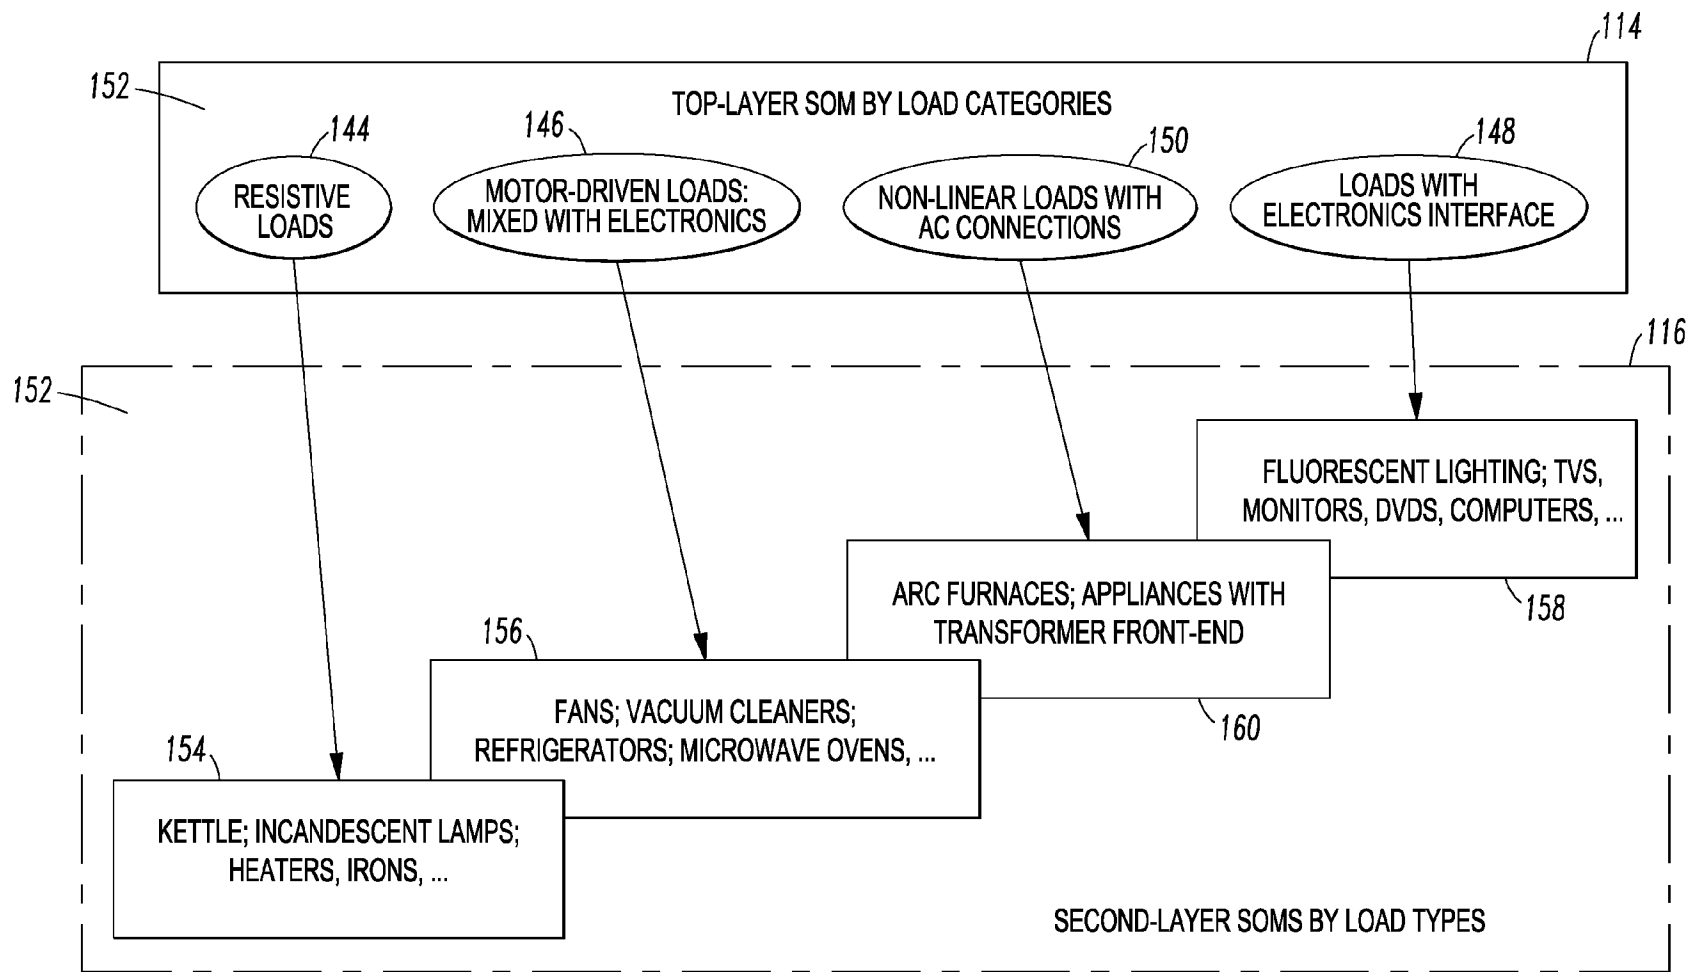 114
152
TOP-LAYER SOM BY LOAD CATEGORIES
144
146
150
148
RESISTIVE
LOADS
MOTOR-DRIVEN LOADS:
MIXED WITH ELECTRONICS
NON-LINEAR LOADS WITH
AC CONNECTIONS
LOADS WITH
ELECTRONICS INTERFACE
116
152
FLUORESCENT LIGHTING; TVS,
MONITORS, DVDS, COMPUTERS, ...
158
ARC FURNACES; APPLIANCES WITH
TRANSFORMER FRONT-END
160
156
FANS; VACUUM CLEANERS;
REFRIGERATORS; MICROWAVE OVENS, ...
154
KETTLE; INCANDESCENT LAMPS;
HEATERS, IRONS, ...
SECOND-LAYER SOMS BY LOAD TYPES